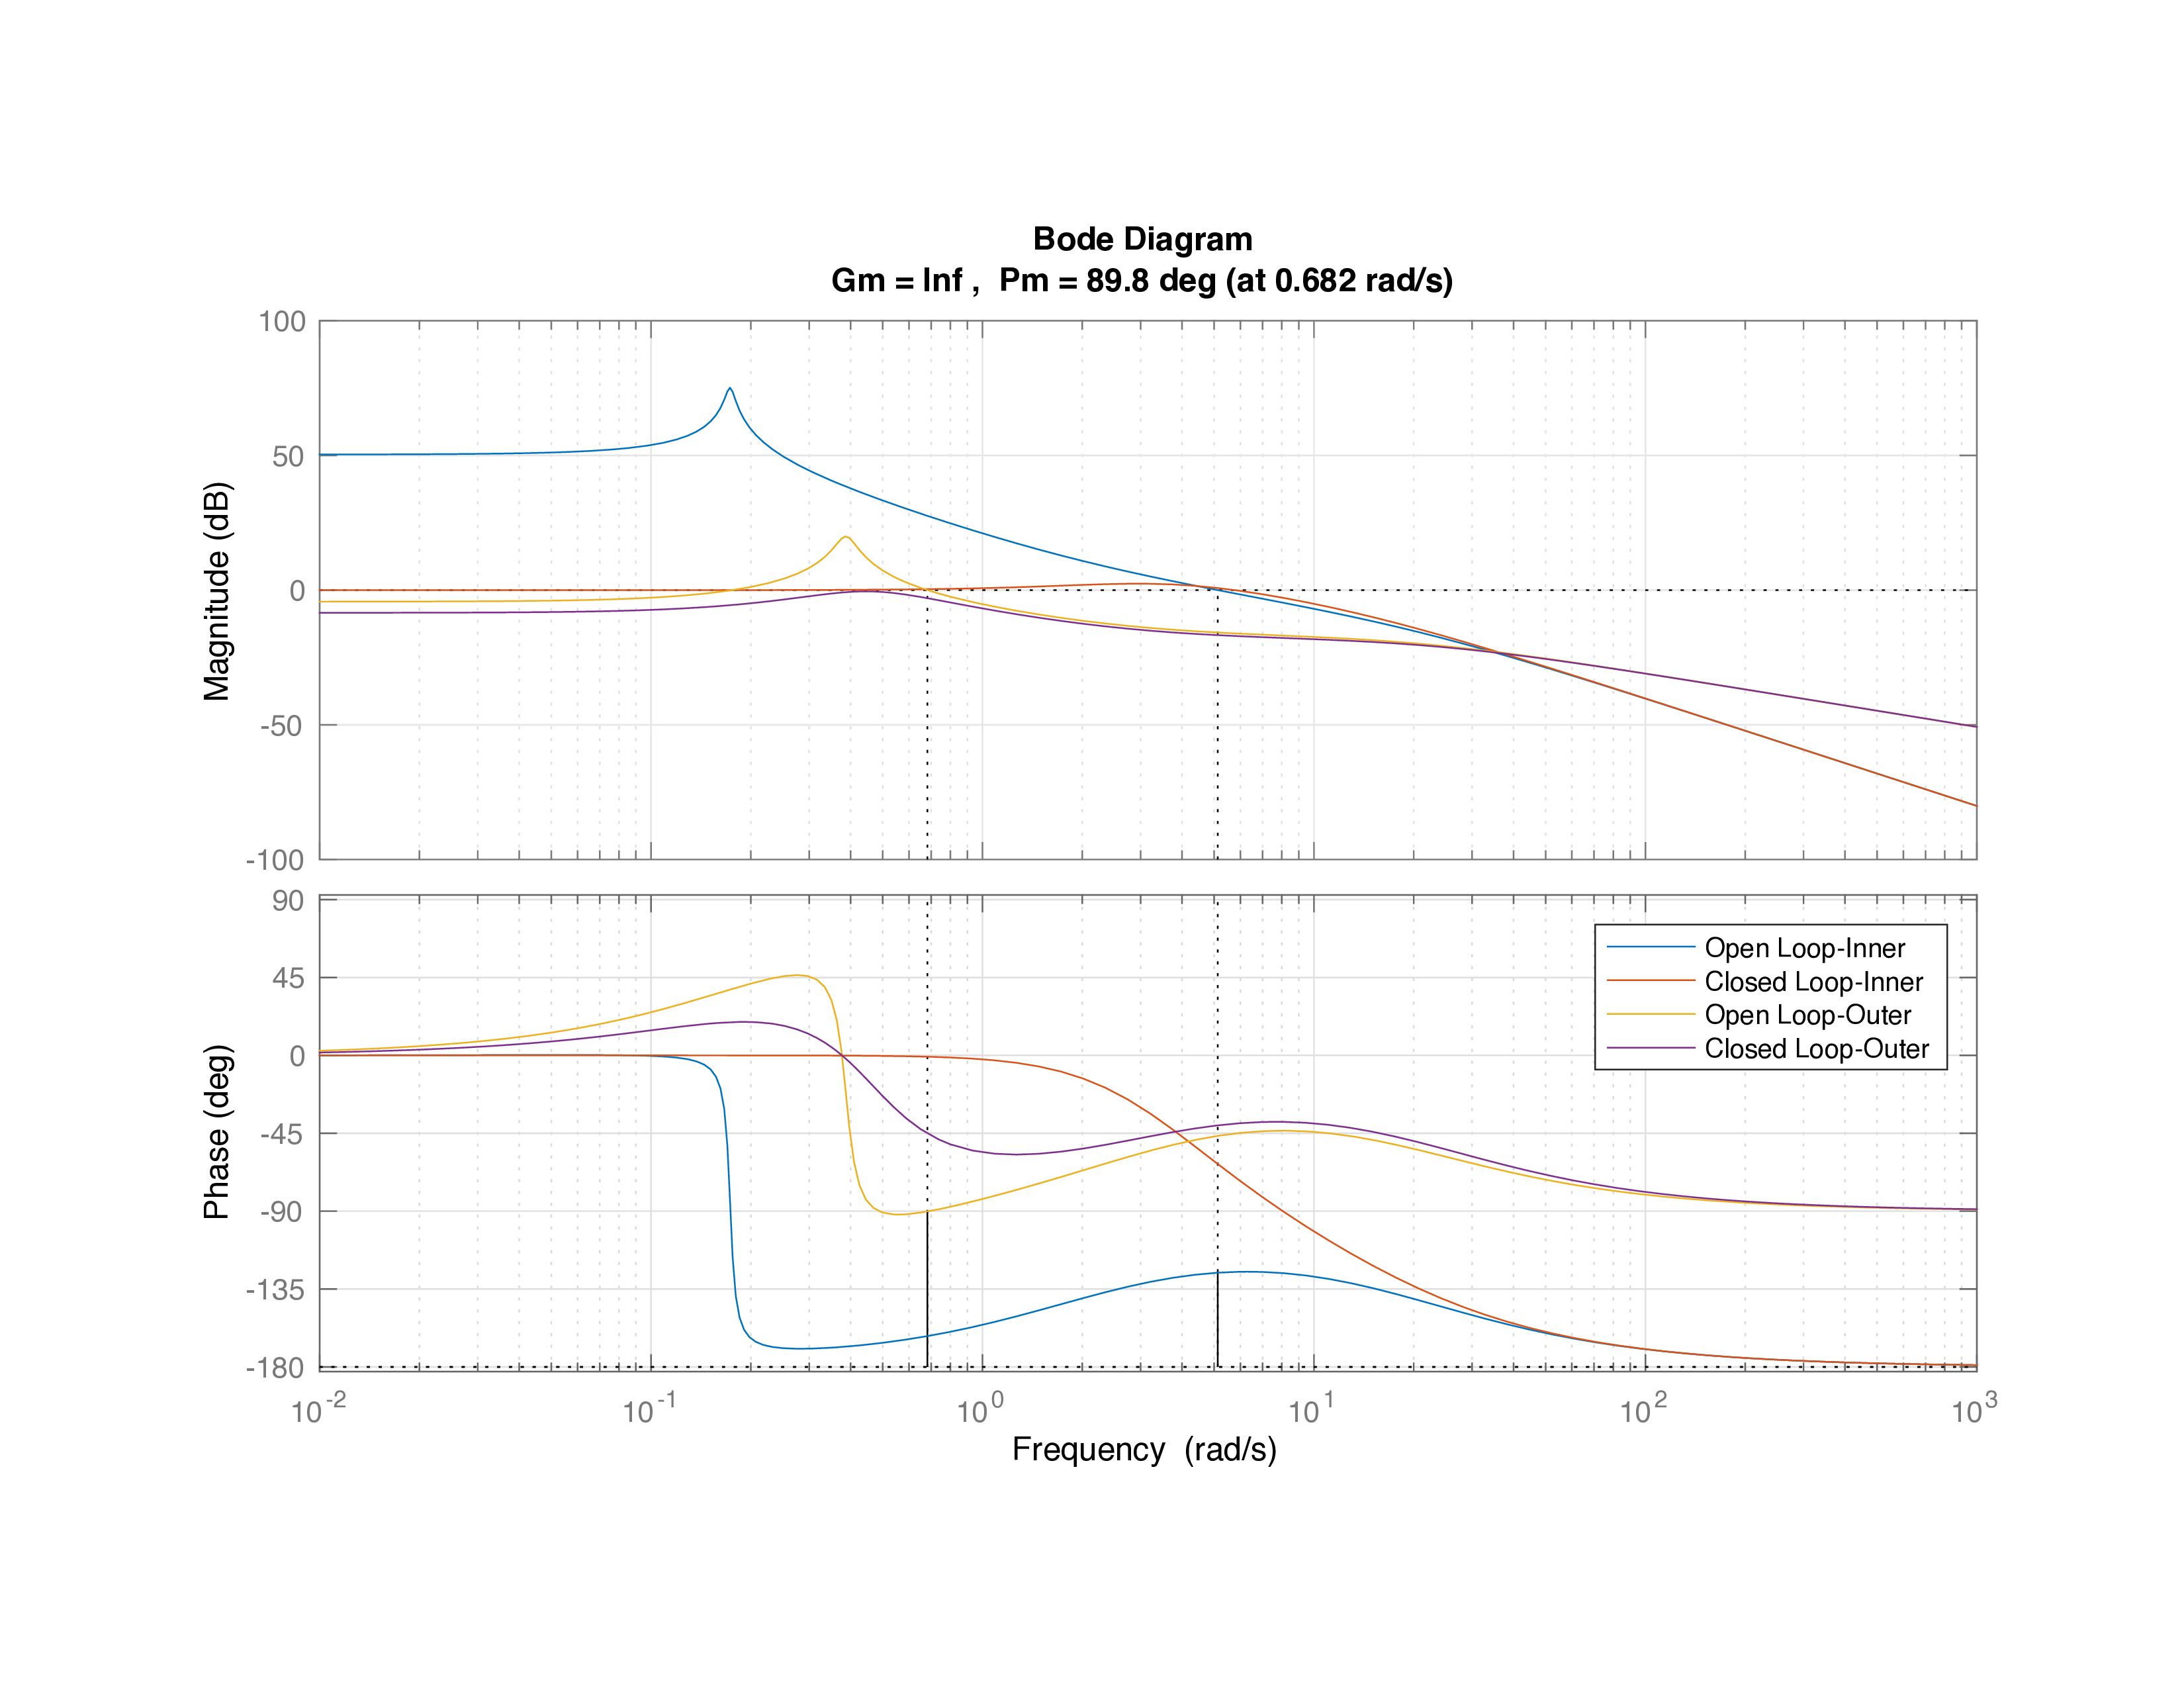 Bode Diagram
Gm = Inf ,  Pm = 89.8 deg (at 0.682 rad/s)
Magnitude (dB)
100
50
0
-50
-100
Phase (deg)
90
45
0
-45
-90
-135
-180
Open Loop-Inner
Closed Loop-Inner
Open Loop-Outer
Closed Loop-Outer
10^-2 10^-1 10^0 10^1 10^2 10^3
Frequency  (rad/s)